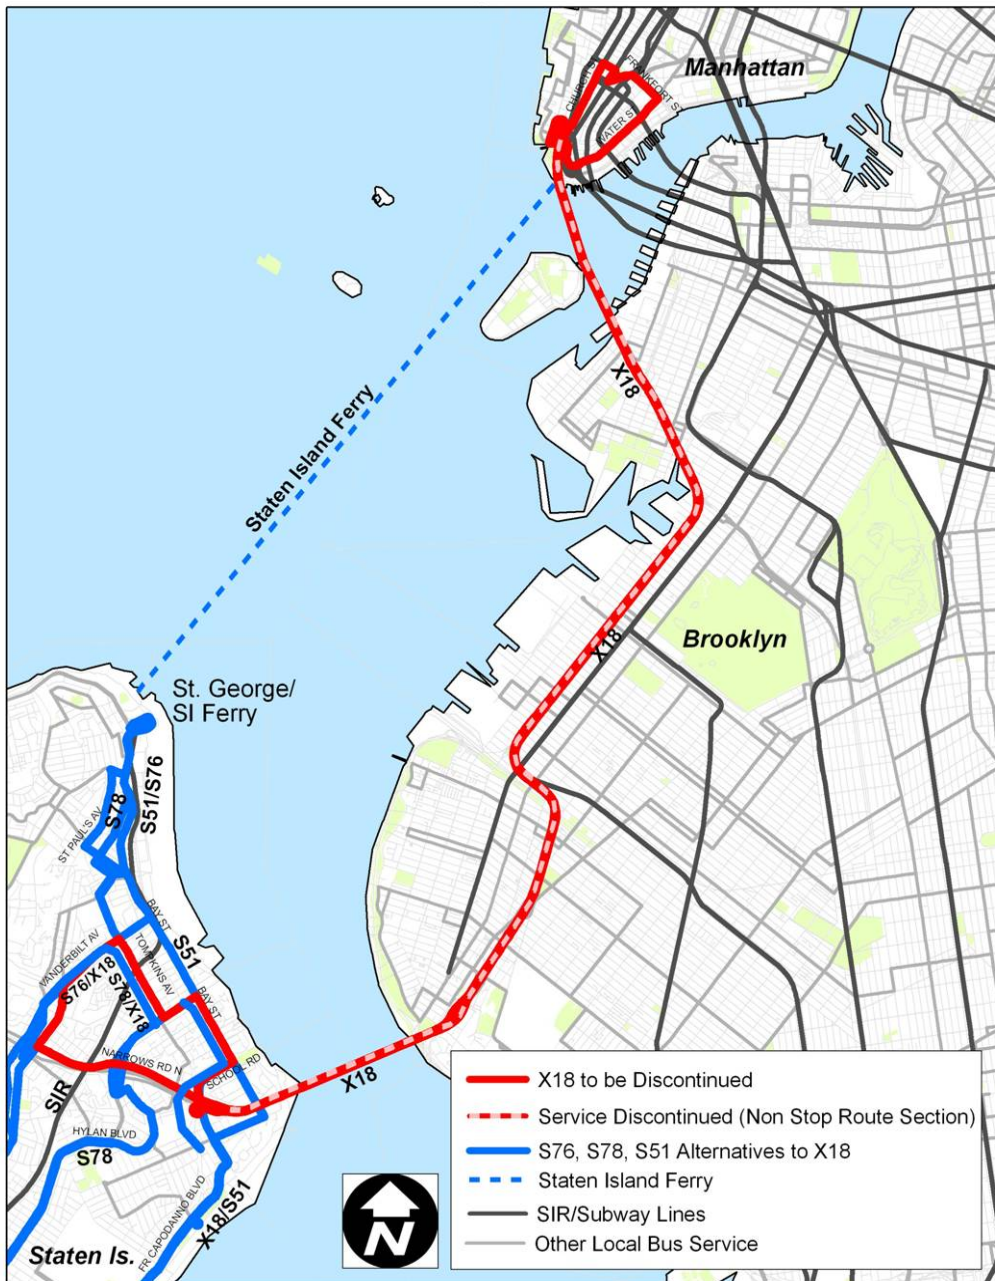 Manhattan
CHURCH ST
FRANKFORT ST
WATER ST
X18
Staten Island Ferry
X18
Brooklyn
St. George/
SI Ferry
S51/S76
S78
ST PAUL'S AV
BAY ST
S51
VANDERBILT AV
TOMPKINS AV
S76/X18
S78/X18
BAY ST
NARROWS RD N
SCHOOL RD
X18
SIR
HYLAN BLVD
S78
FR CAPODANNO BLVD
X18/S51
Staten Is.
N
X18 to be Discontinued
Service Discontinued (Non Stop Route Section)
S76, S78, S51 Alternatives to X18
Staten Island Ferry
SIR/Subway Lines
Other Local Bus Service